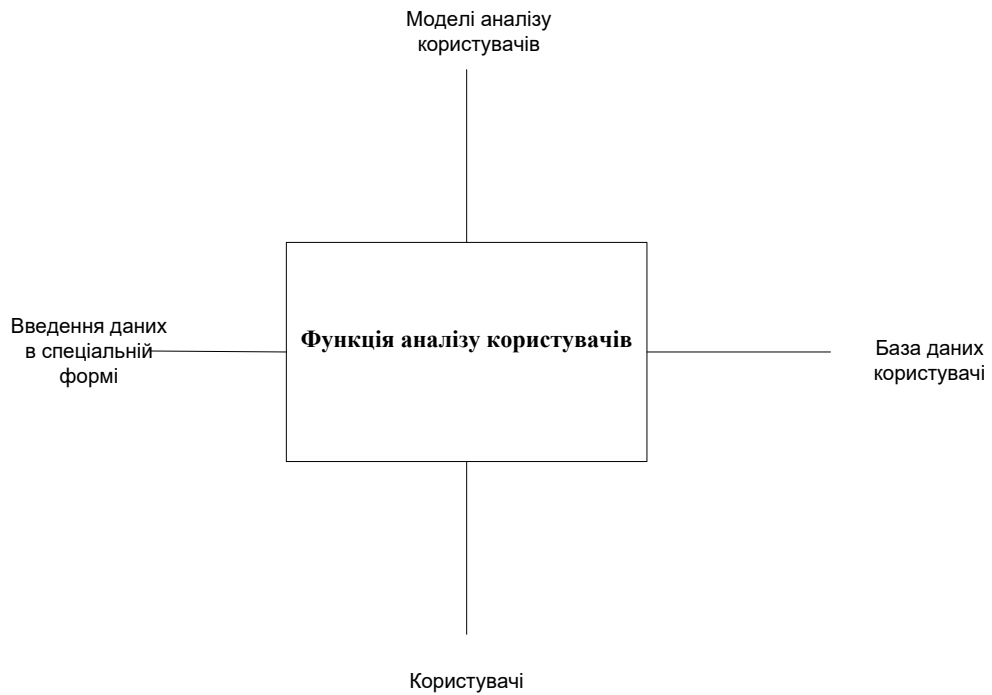 Моделі аналізу
користувачів
Введення даних
в спеціальній
формі
Функція аналізу користувачів
База даних
користувачі
Користувачі